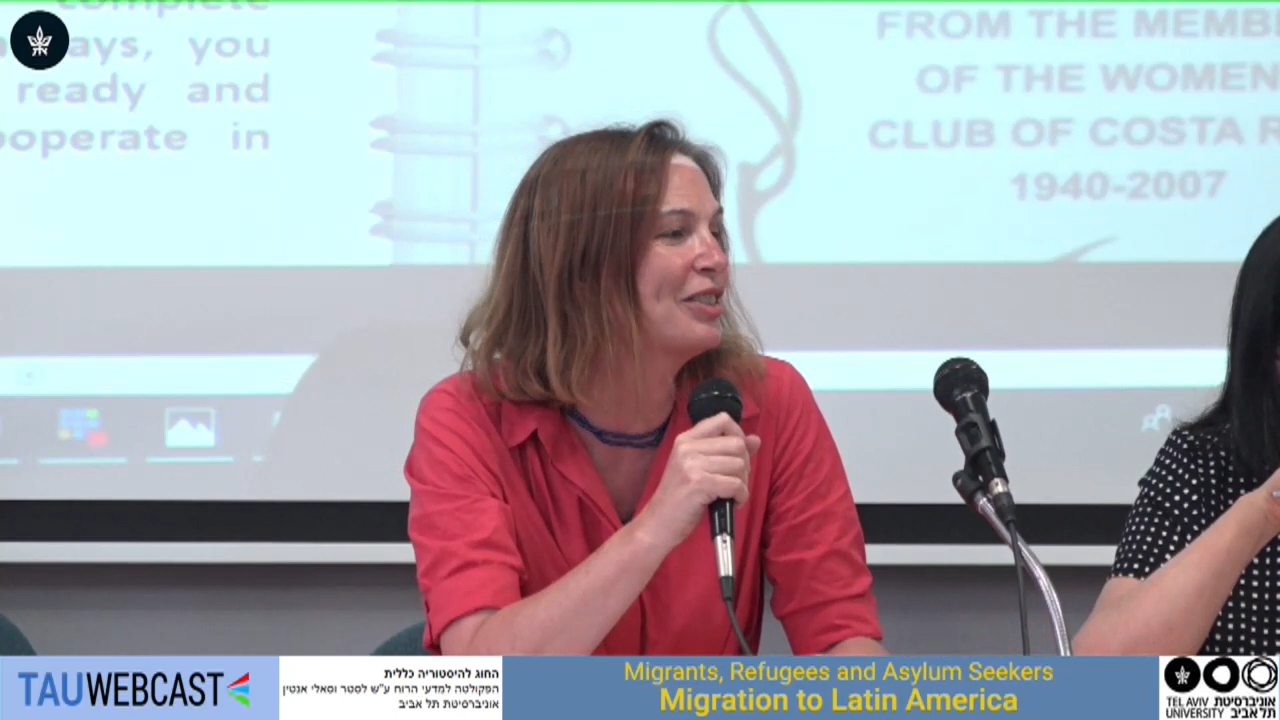 complete
ays, you
ready and
ooperate in
FROM THE MEMB
OF THE WOMEN
CLUB OF COSTA R
1940-2007
TAUWEBCAST
החוג להיסטוריה כללית
הפקולטה למדעי הרוח ע"ש לסטר וסאלי אנטין
אוניברסיטת תל אביב
Migrants, Refugees and Asylum Seekers
Migration to Latin America
TEL AVIV אוניברסיטת
UNIVERSITY תל אביב